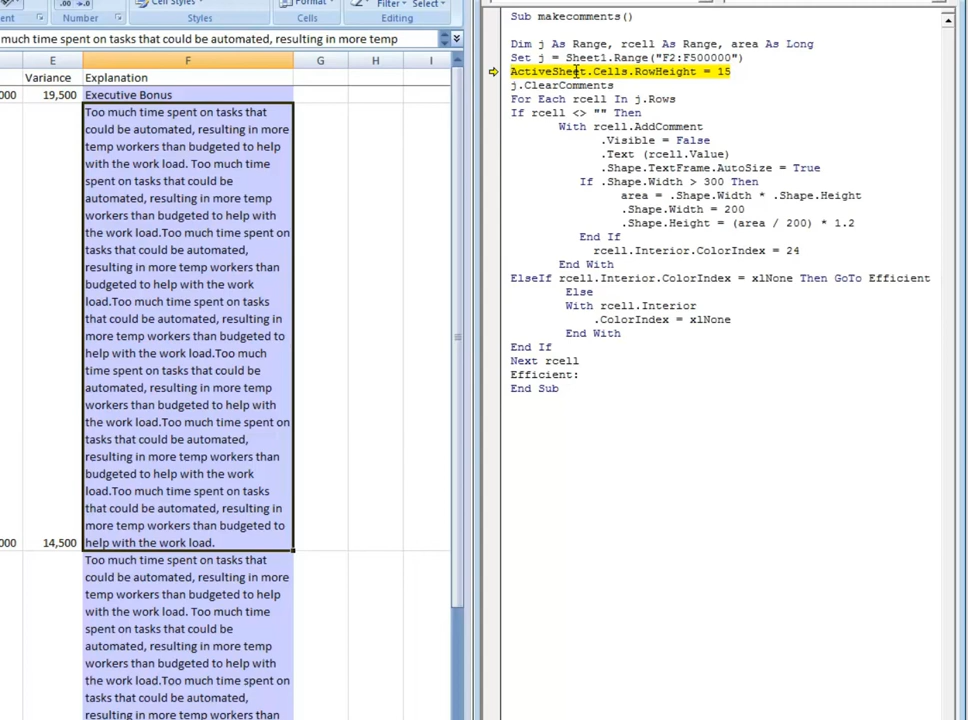 ent
Number
Cell Styles
Styles
Format
Cells
Filter
Select
Editing
much time spent on tasks that could be automated, resulting in more temp
E F G H I
Variance Explanation
000 19,500 Executive Bonus
Too much time spent on tasks that
could be automated, resulting in more
temp workers than budgeted to help
with the work load. Too much time
spent on tasks that could be
automated, resulting in more temp
workers than budgeted to help with
the work load.Too much time spent on
tasks that could be automated,
resulting in more temp workers than
budgeted to help with the work
load.Too much time spent on tasks
that could be automated, resulting in
more temp workers than budgeted to
help with the work load.Too much
time spent on tasks that could be
automated, resulting in more temp
workers than budgeted to help with
the work load.Too much time spent on
tasks that could be automated,
resulting in more temp workers than
budgeted to help with the work
load.Too much time spent on tasks
that could be automated, resulting in
more temp workers than budgeted to
000 14,500 help with the work load.
Too much time spent on tasks that
could be automated, resulting in more
temp workers than budgeted to help
with the work load. Too much time
spent on tasks that could be
automated, resulting in more temp
workers than budgeted to help with
the work load.Too much time spent on
tasks that could be automated,
resulting in more temp workers than
Sub makecomments()
Dim j As Range, rcell As Range, area As Long
Set j = Sheet1.Range("F2:F500000")
ActiveSheet.Cells.RowHeight = 15
j.ClearComments
For Each rcell In j.Rows
If rcell <> "" Then
With rcell.AddComment
.Visible = False
.Text (rcell.Value)
.Shape.TextFrame.AutoSize = True
If .Shape.Width > 300 Then
area = .Shape.Width * .Shape.Height
.Shape.Width = 200
.Shape.Height = (area / 200) * 1.2
End If
rcell.Interior.ColorIndex = 24
End With
ElseIf rcell.Interior.ColorIndex = xlNone Then GoTo Efficient
Else
With rcell.Interior
.ColorIndex = xlNone
End With
End If
Next rcell
Efficient:
End Sub